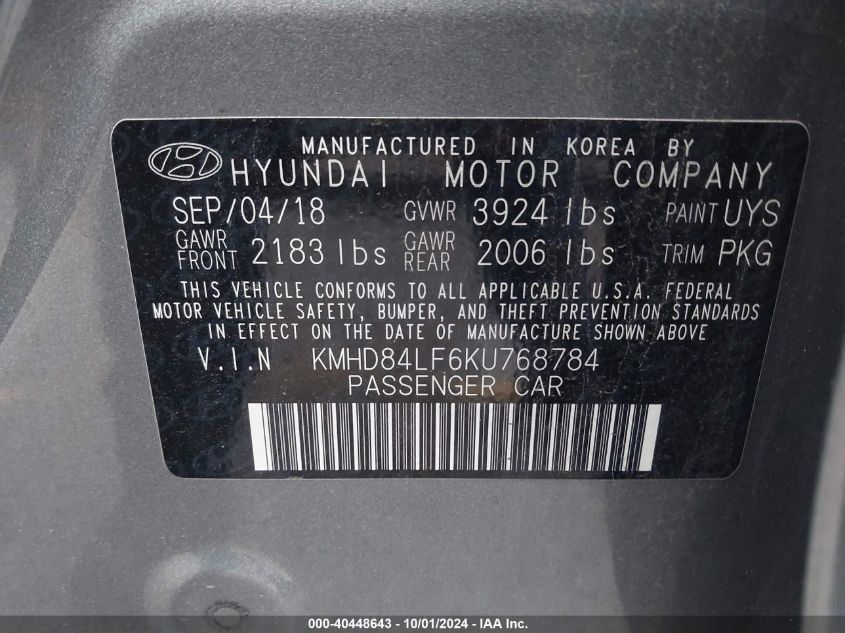 MANUFACTURED IN KOREA BY
HYUNDAI MOTOR COMPANY
SEP/04/18 GVWR 3924 lbs PAINT UYS
GAWR FRONT 2183 lbs GAWR REAR 2006 lbs TRIM PKG
THIS VEHICLE CONFORMS TO ALL APPLICABLE U.S.A. FEDERAL
MOTOR VEHICLE SAFETY, BUMPER, AND THEFT PREVENTION STANDARDS
IN EFFECT ON THE DATE OF MANUFACTURE SHOWN ABOVE
V.I.N KMHD84LF6KU768784
PASSENGER CAR
000-40448643 - 10/01/2024 - IAA Inc.